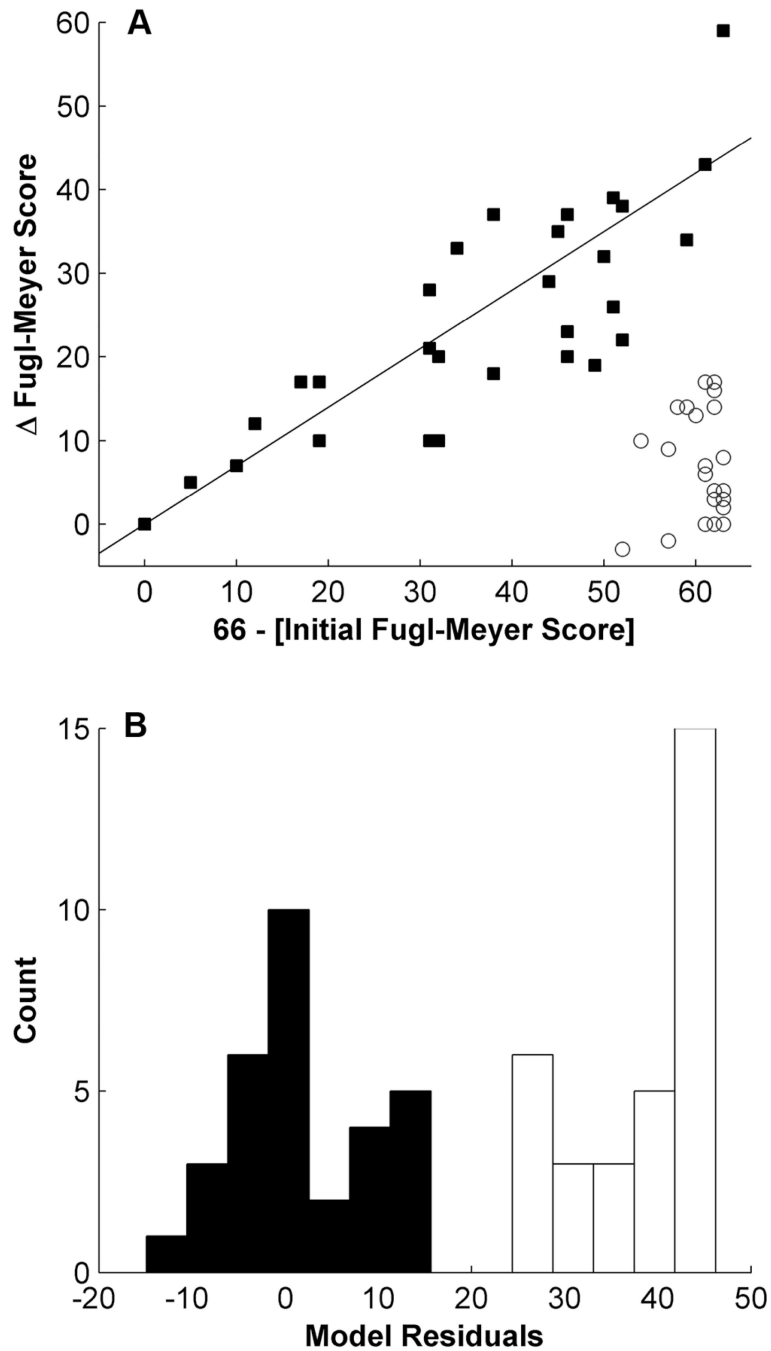 A
60
50
40
30
20
10
0
Δ Fugl-Meyer Score
0 10 20 30 40 50 60
66 - [Initial Fugl-Meyer Score]
B
15
10
5
0
Count
-20 -10 0 10 20 30 40 50
Model Residuals